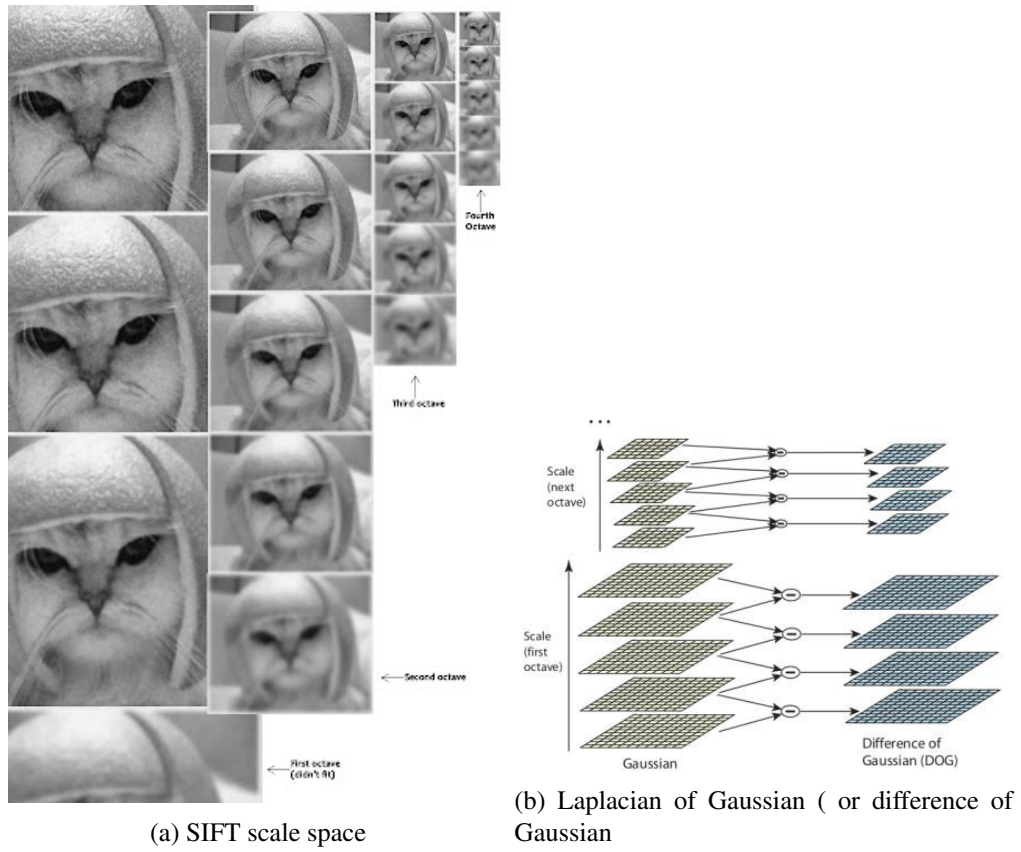 Fourth
Octave
Third octave
Second octave
First octave
(didn't fit)
(a) SIFT scale space
...
Scale
(next
octave)
Scale
(first
octave)
Gaussian
Difference of
Gaussian (DOG)
(b) Laplacian of Gaussian ( or difference of
Gaussian